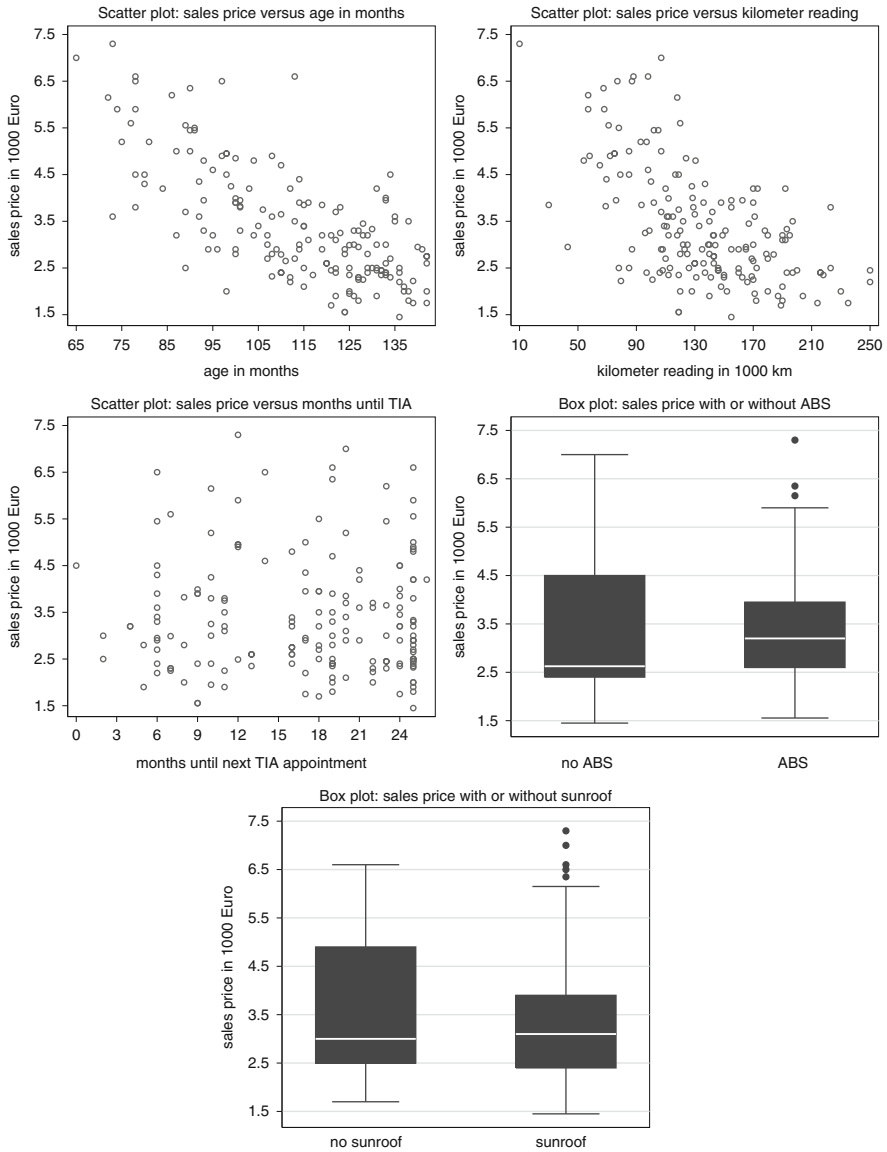 Scatter plot: sales price versus age in months
7.5
6.5
5.5
4.5
3.5
2.5
1.5
sales price in 1000 Euro
65 75 85 95 105 115 125 135
age in months
Scatter plot: sales price versus kilometer reading
7.5
6.5
5.5
4.5
3.5
2.5
1.5
sales price in 1000 Euro
10 50 90 130 170 210 250
kilometer reading in 1000 km
Scatter plot: sales price versus months until TIA
7.5
6.5
5.5
4.5
3.5
2.5
1.5
sales price in 1000 Euro
0 3 6 9 12 15 18 21 24
months until next TIA appointment
Box plot: sales price with or without ABS
7.5
6.5
5.5
4.5
3.5
2.5
1.5
sales price in 1000 Euro
no ABS ABS
Box plot: sales price with or without sunroof
7.5
6.5
5.5
4.5
3.5
2.5
1.5
sales price in 1000 Euro
no sunroof sunroof